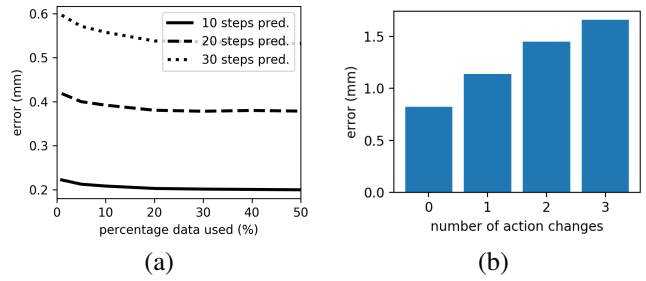 0.6
0.5
0.4
0.3
0.2
error (mm)
10 steps pred.
20 steps pred.
30 steps pred.
0 10 20 30 40 50
percentage data used (%)
(a)
1.5
1.0
0.5
0.0
error (mm)
0 1 2 3
number of action changes
(b)